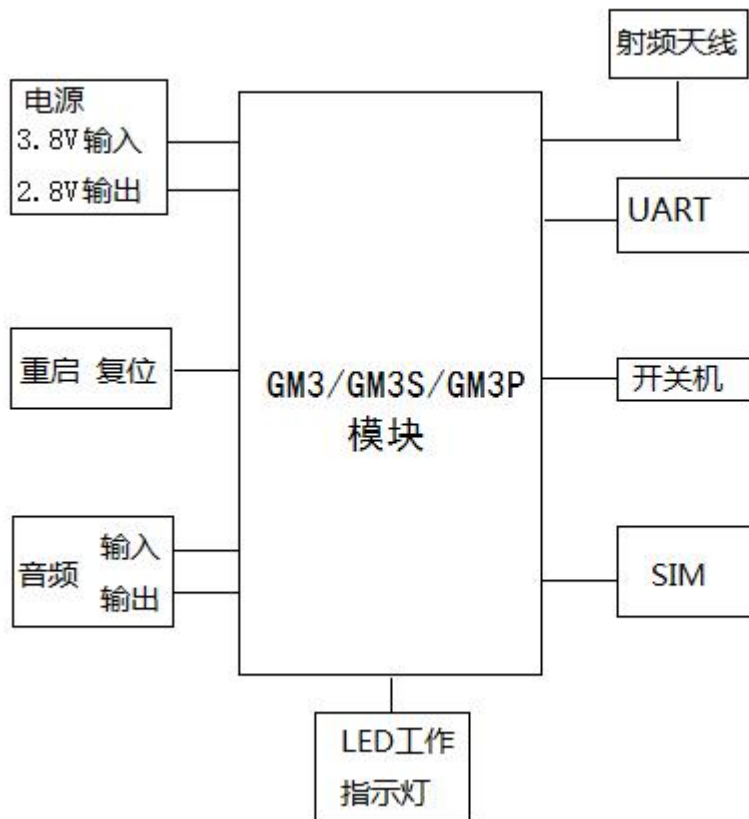 射频天线
电源
3.8V输入
2.8V输出
UART
重启 复位
GM3/GM3S/GM3P
模块
开关机
音频
输入
输出
SIM
LED工作
指示灯